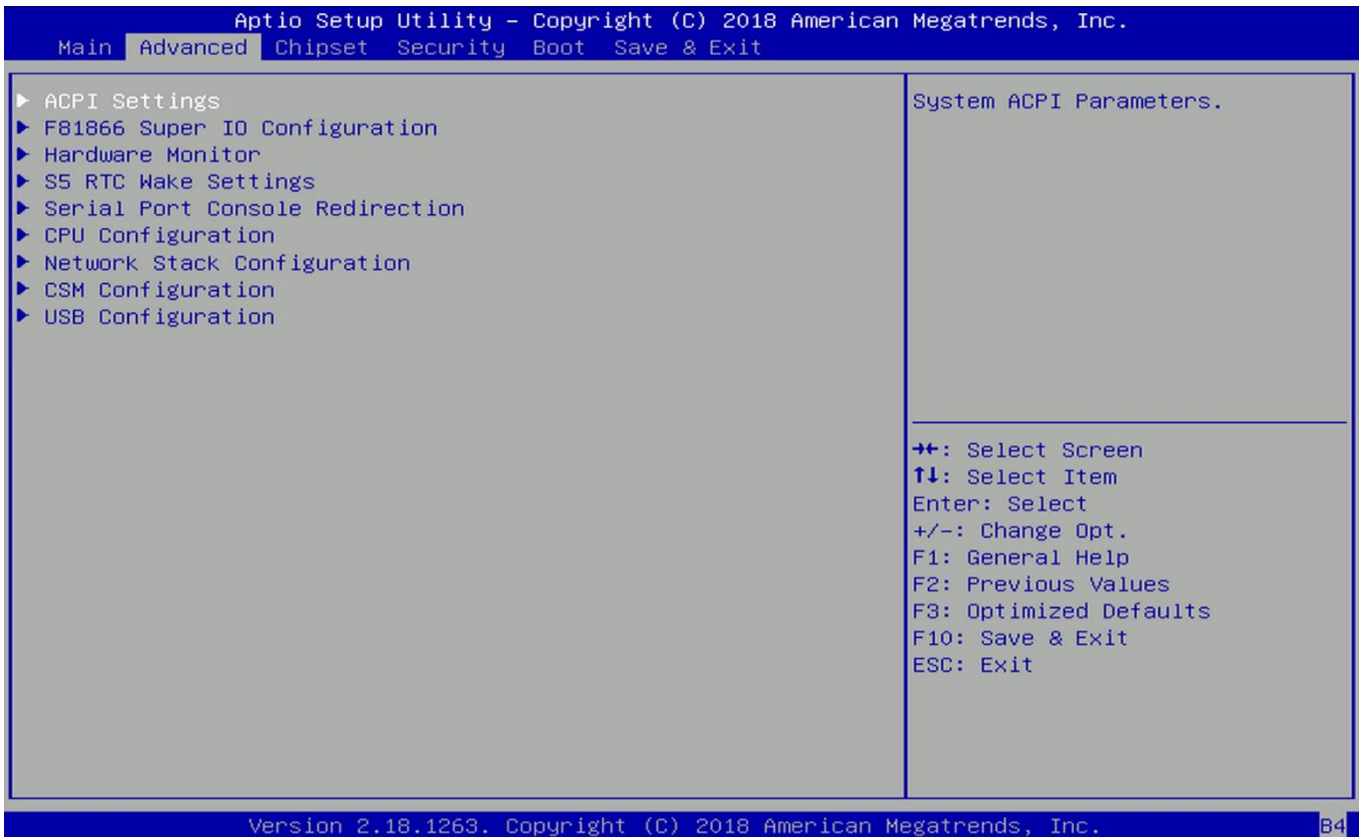 Aptio Setup Utility – Copyright (C) 2018 American Megatrends, Inc.
Main Advanced Chipset Security Boot Save & Exit
▶ ACPI Settings
▶ F81866 Super IO Configuration
▶ Hardware Monitor
▶ S5 RTC Wake Settings
▶ Serial Port Console Redirection
▶ CPU Configuration
▶ Network Stack Configuration
▶ CSM Configuration
▶ USB Configuration
System ACPI Parameters.
→←: Select Screen
↑↓: Select Item
Enter: Select
+/-: Change Opt.
F1: General Help
F2: Previous Values
F3: Optimized Defaults
F10: Save & Exit
ESC: Exit
Version 2.18.1263. Copyright (C) 2018 American Megatrends, Inc.
B4